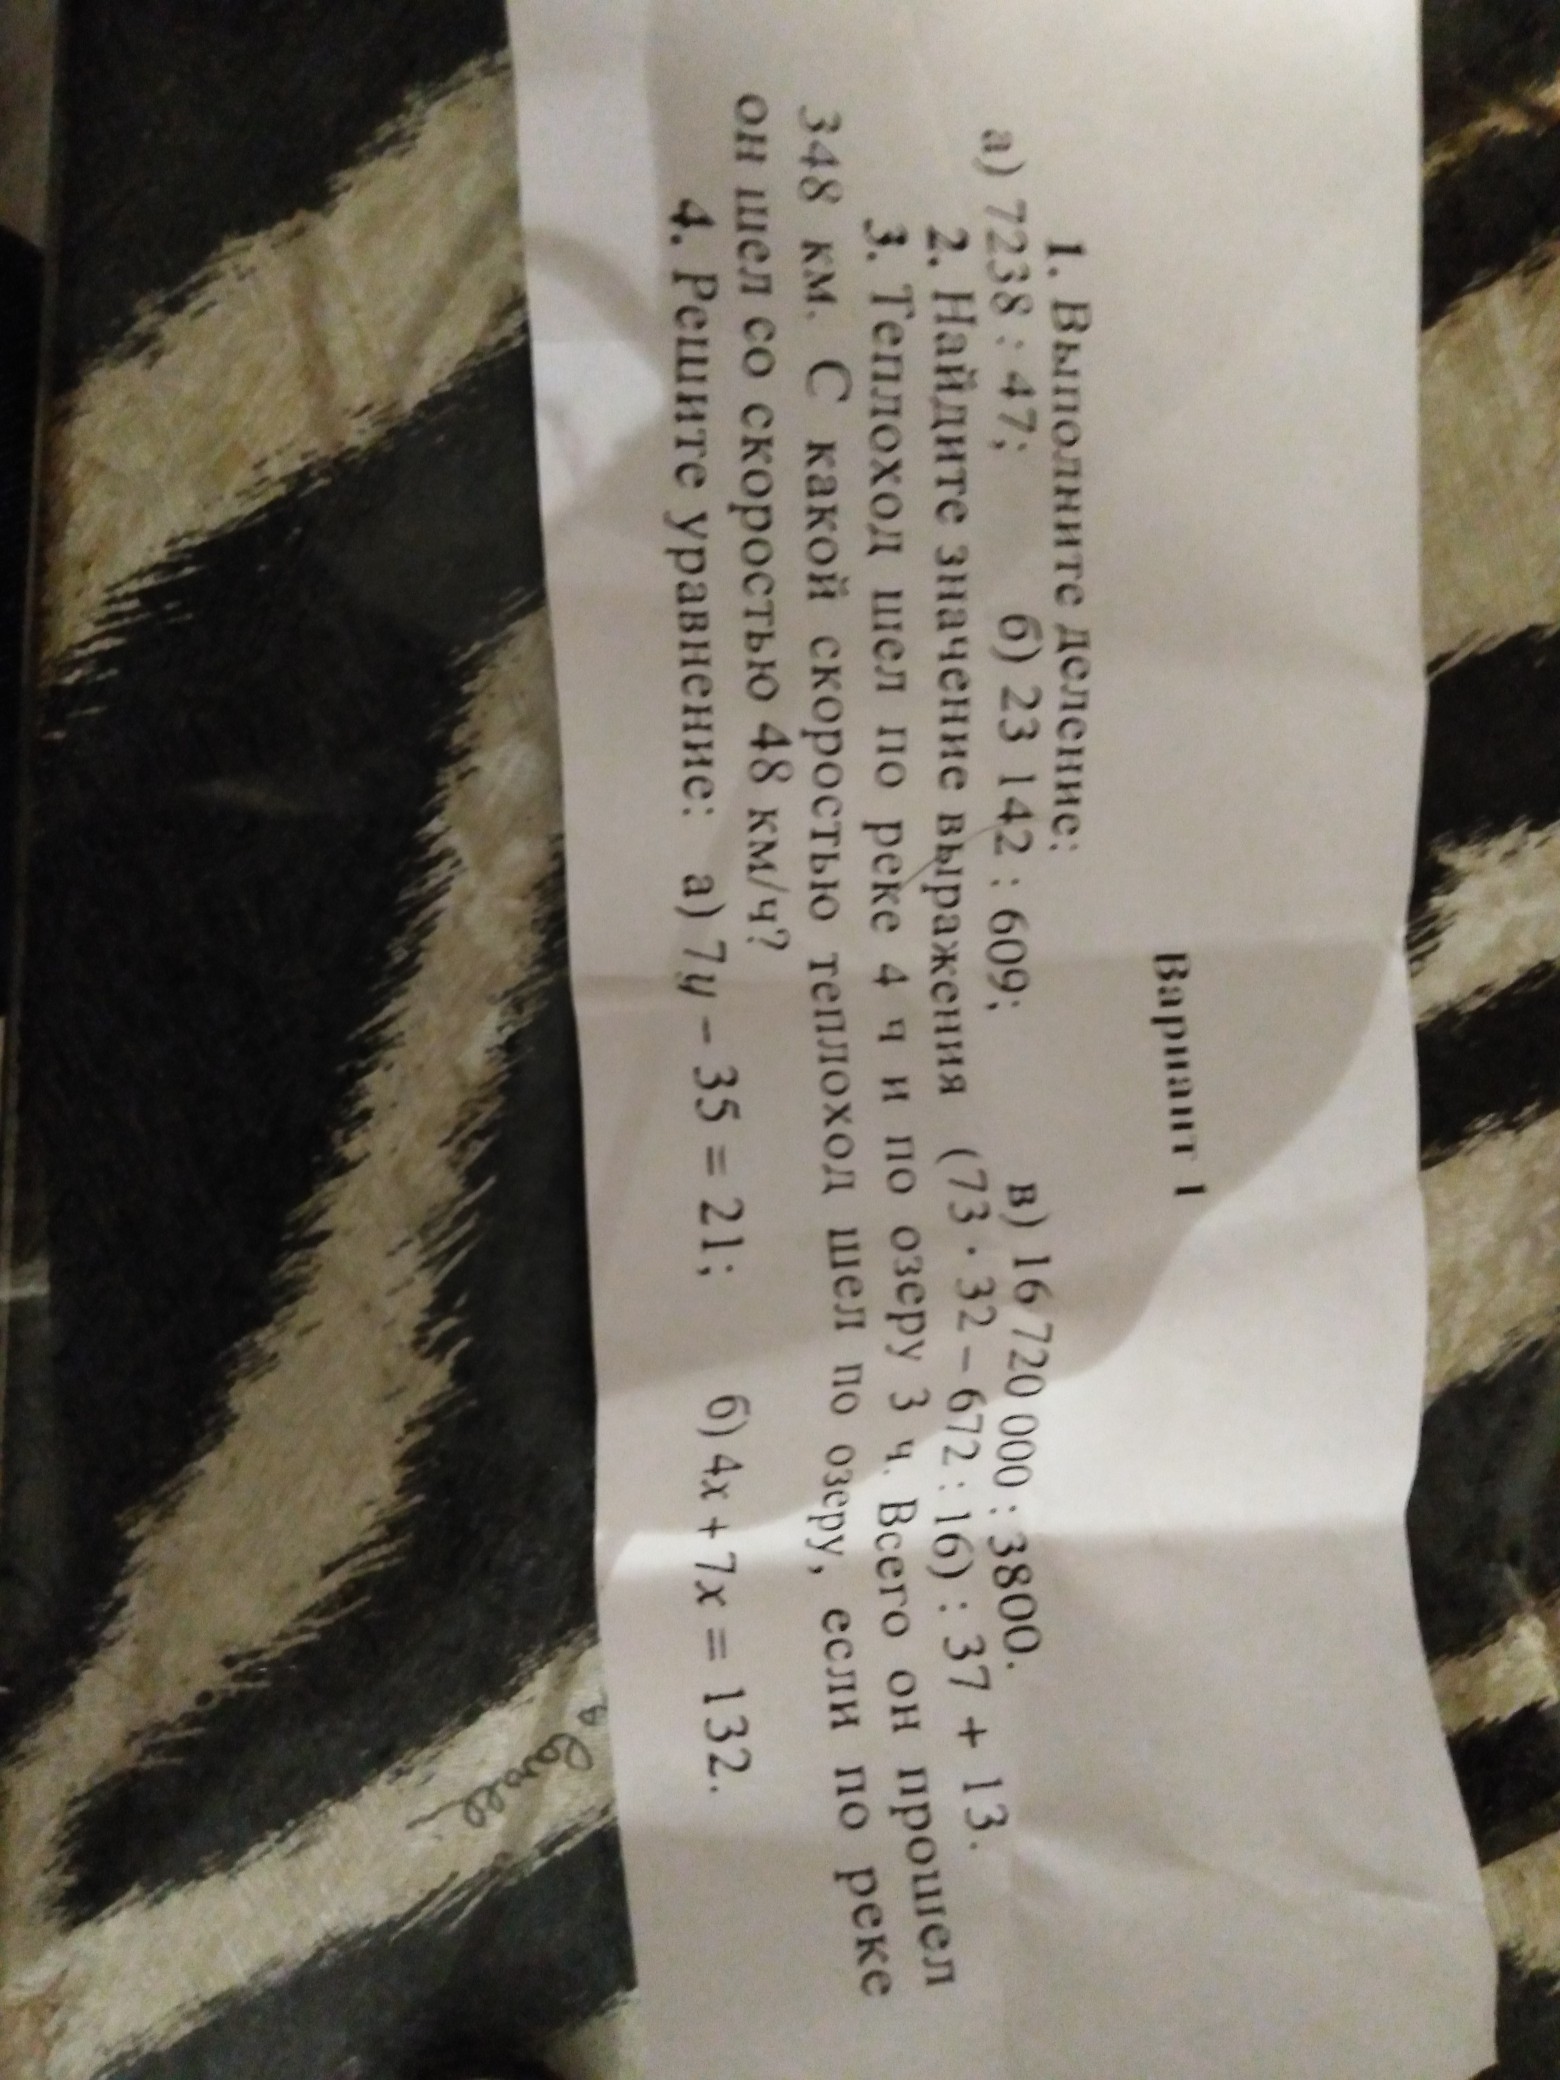 Вариант 1
1. Выполните деление:
а) 7238 : 47; б) 23 142 : 609; в) 16 720 000 : 3800.
2. Найдите значение выражения (73 · 32 – 672 : 16) : 37 + 13.
3. Теплоход шел по реке 4 ч и по озеру 3 ч. Всего он прошел
348 км. С какой скоростью теплоход шел по озеру, если по реке
он шел со скоростью 48 км/ч?
4. Решите уравнение: а) 7y – 35 = 21; б) 4x + 7x = 132.